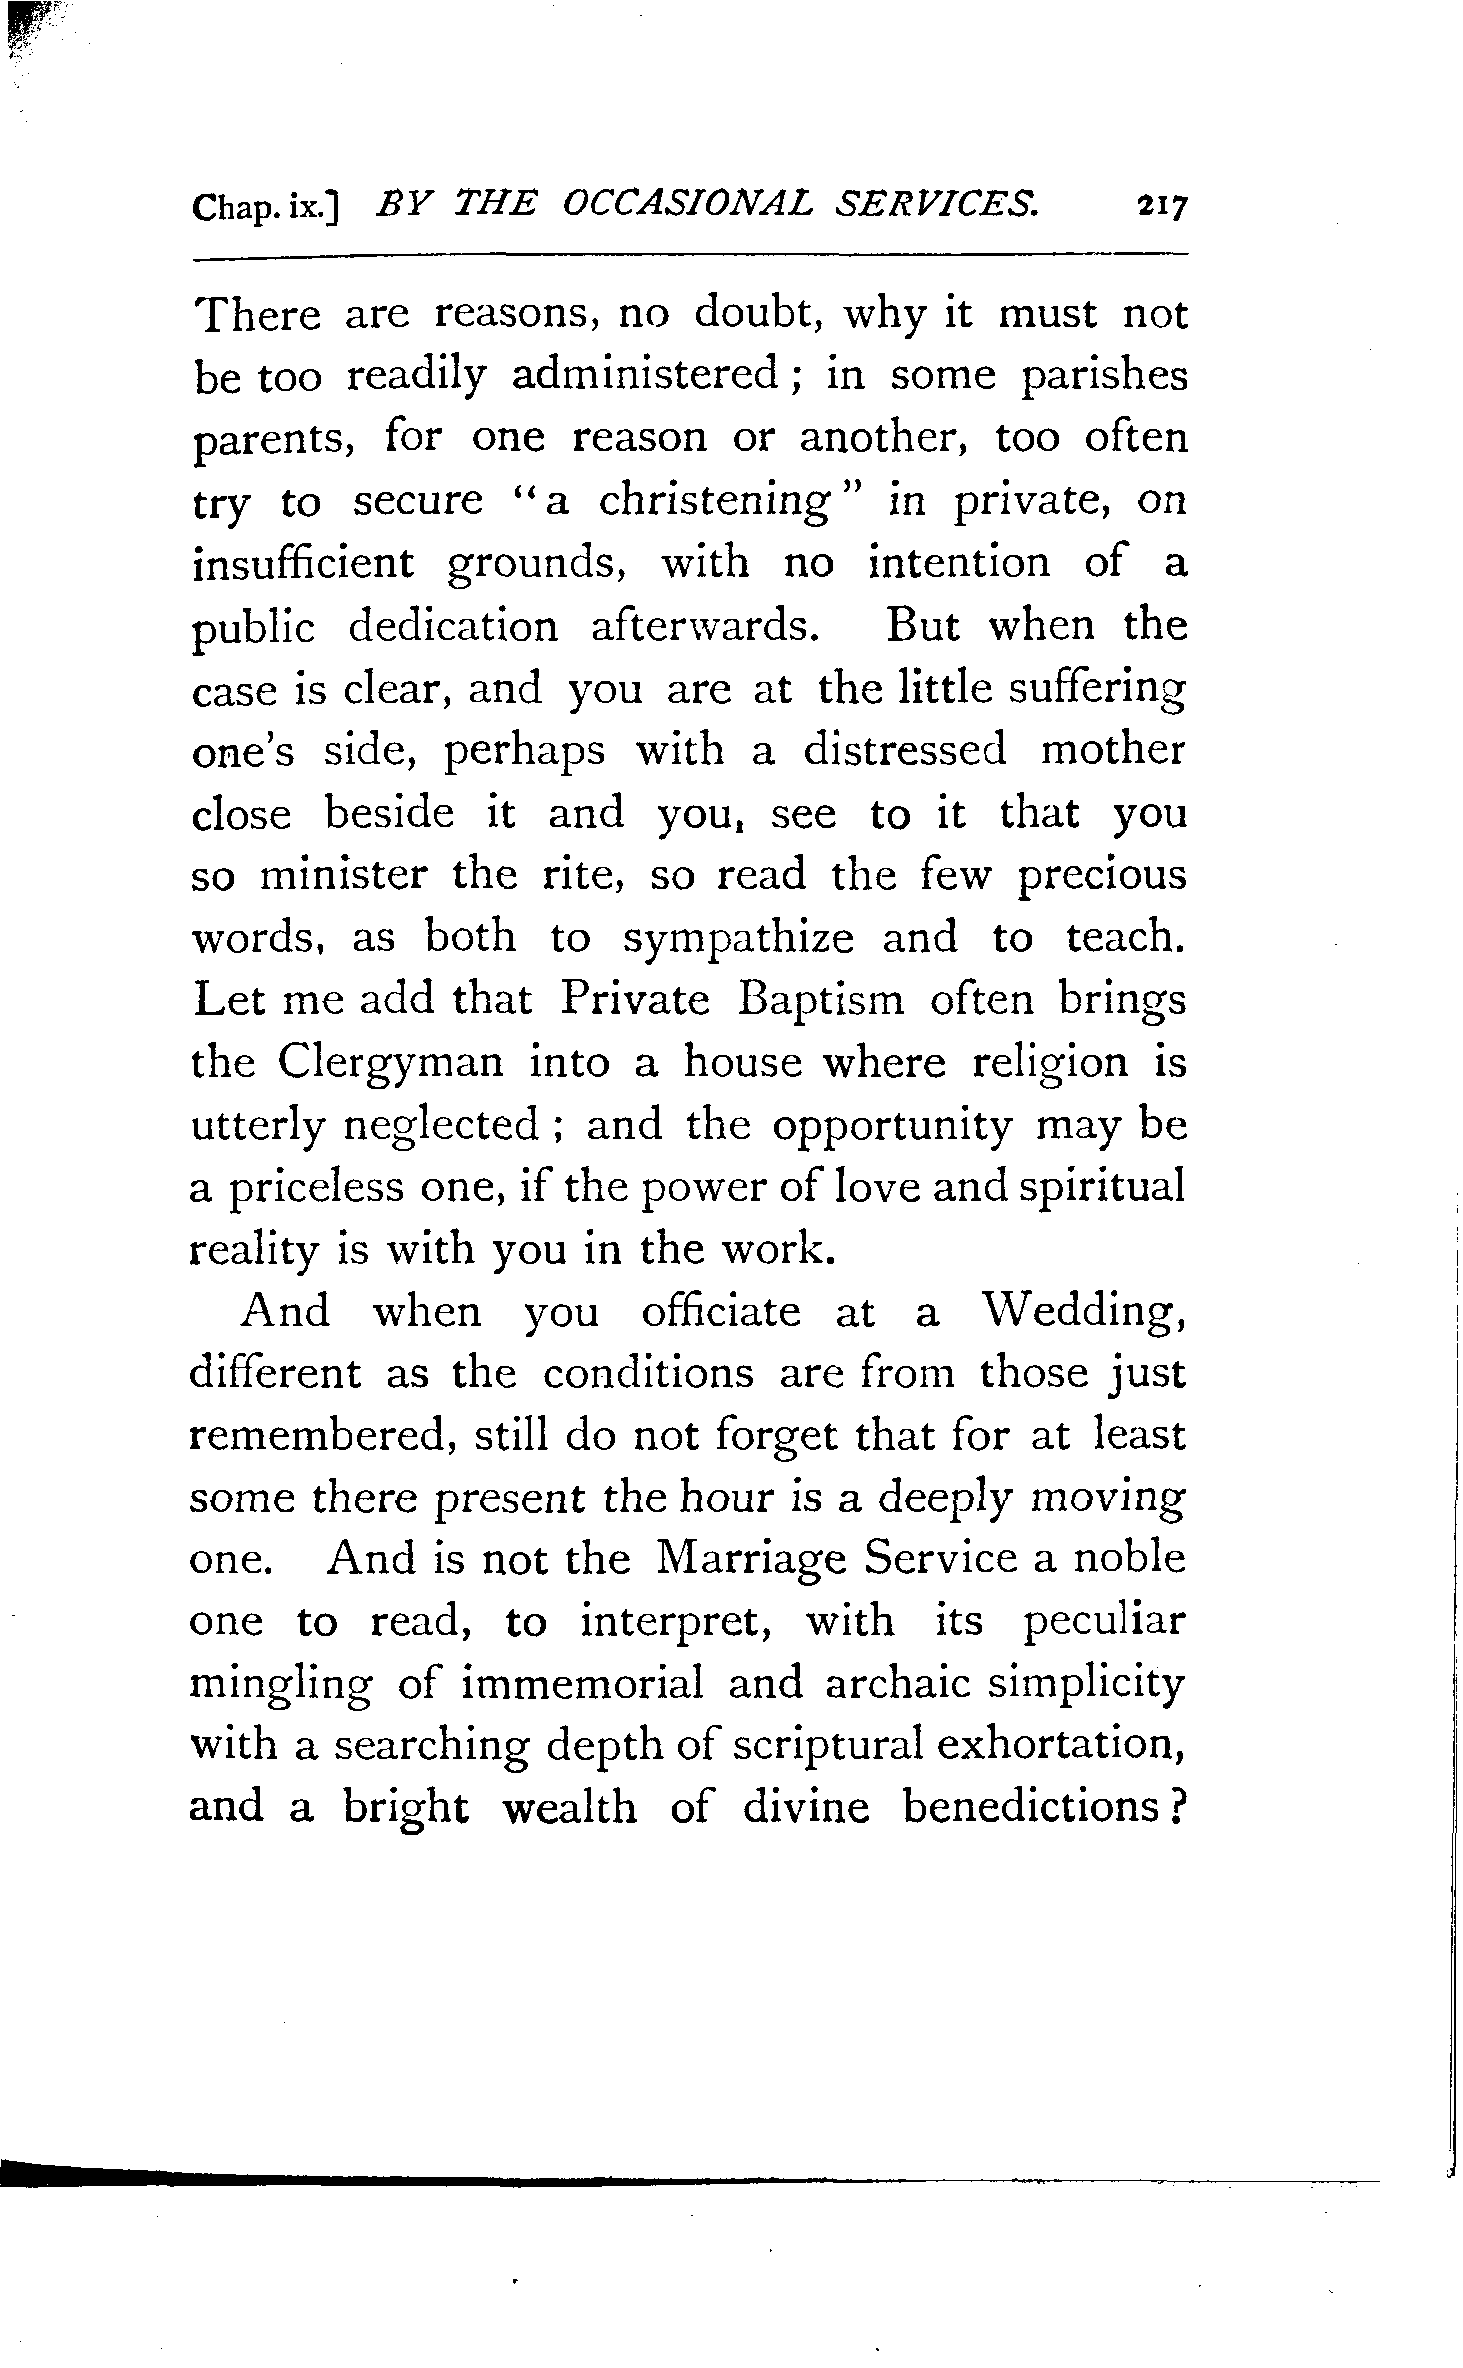 Chap. ix.] BY THE OCCASIONAL SERVICES. 217
There are reasons, no doubt, why it must not
be too readily administered ; in some parishes
parents, for one reason or another, too often
try to secure “ a christening ” in private, on
insufficient grounds, with no intention of a
public dedication afterwards. But when the
case is clear, and you are at the little suffering
one's side, perhaps with a distressed mother
close beside it and you, see to it that you
so minister the rite, so read the few precious
words, as both to sympathize and to teach.
Let me add that Private Baptism often brings
the Clergyman into a house where religion is
utterly neglected ; and the opportunity may be
a priceless one, if the power of love and spiritual
reality is with you in the work.
And when you officiate at a Wedding,
different as the conditions are from those just
remembered, still do not forget that for at least
some there present the hour is a deeply moving
one. And is not the Marriage Service a noble
one to read, to interpret, with its peculiar
mingling of immemorial and archaic simplicity
with a searching depth of scriptural exhortation,
and a bright wealth of divine benedictions ?